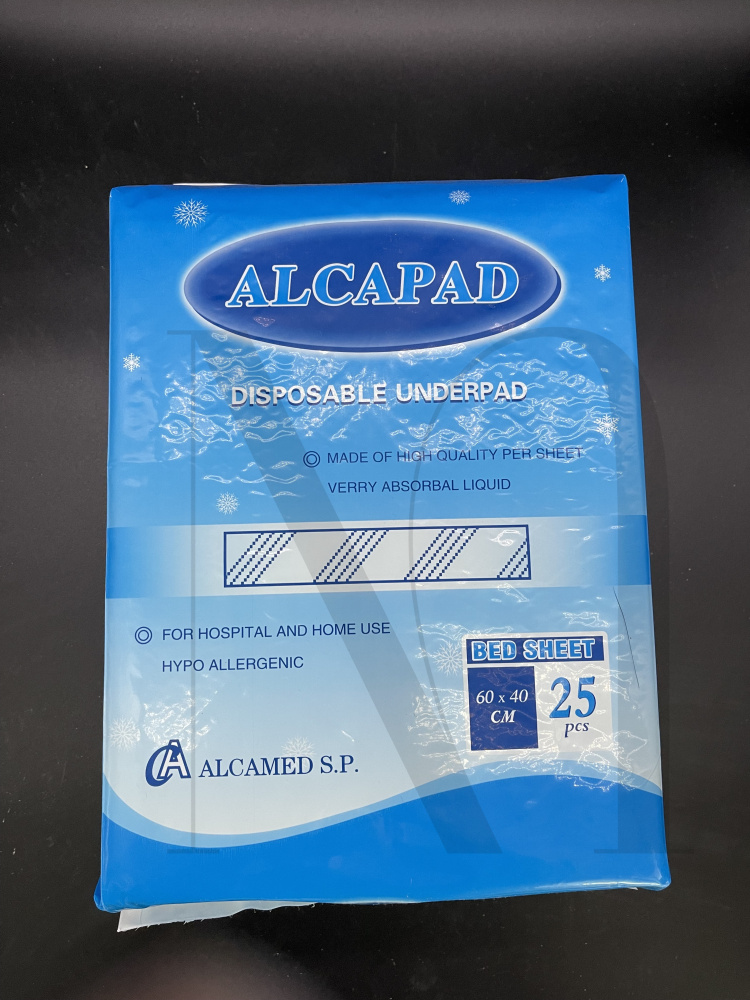 ALCAPAD
DISPOSABLE UNDERPAD
MADE OF HIGH QUALITY PER SHEET
VERRY ABSORBAL LIQUID
FOR HOSPITAL AND HOME USE
HYPO ALLERGENIC
BED SHEET
60 x 40
CM
25
pcs
CA ALCAMED S.P.